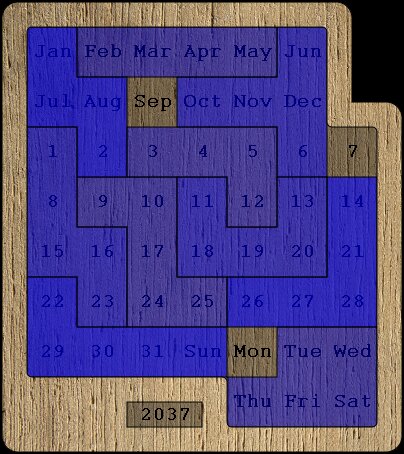 Jan Feb Mar Apr May Jun
Jul Aug Sep Oct Nov Dec
1 2 3 4 5 6 7
8 9 10 11 12 13 14
15 16 17 18 19 20 21
22 23 24 25 26 27 28
29 30 31 Sun Mon Tue Wed
Thu Fri Sat
2037